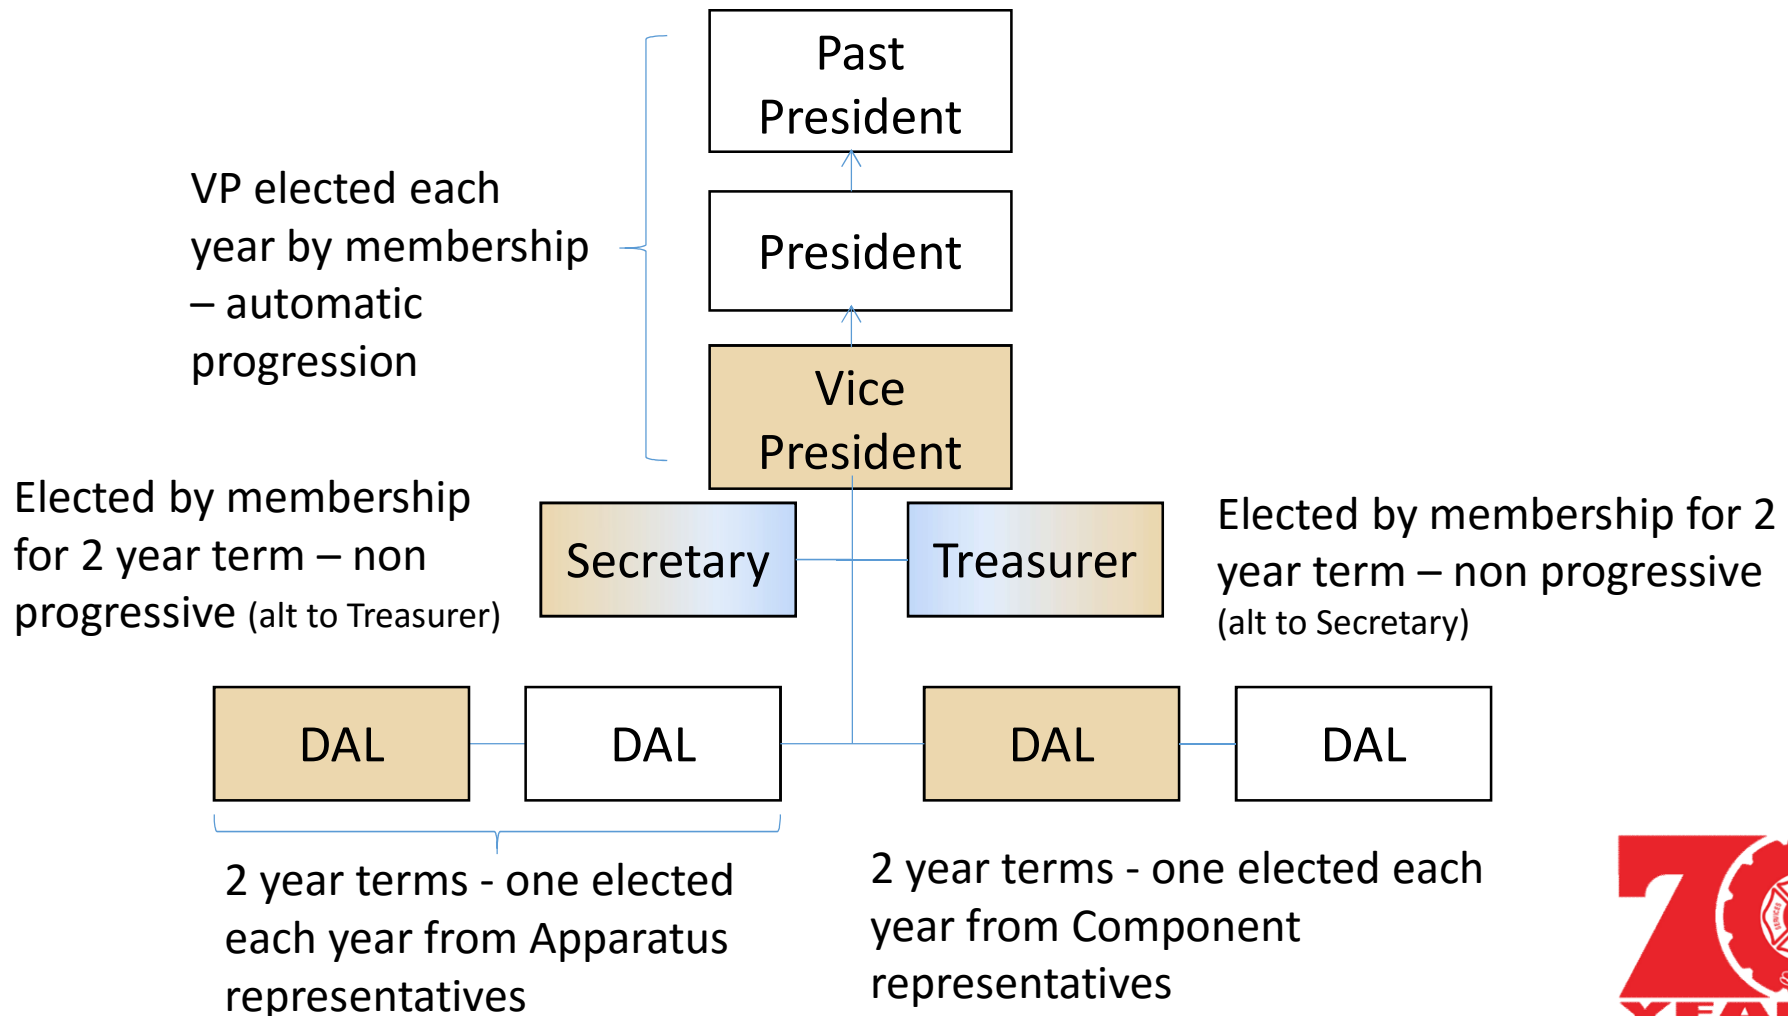 Past
President
VP elected each
year by membership
– automatic
progression
President
Vice
President
Elected by membership
for 2 year term – non
progressive (alt to Treasurer)
Secretary
Treasurer
Elected by membership for 2
year term – non progressive
(alt to Secretary)
DAL
DAL
DAL
DAL
2 year terms - one elected
each year from Apparatus
representatives
2 year terms - one elected each
year from Component
representatives
70